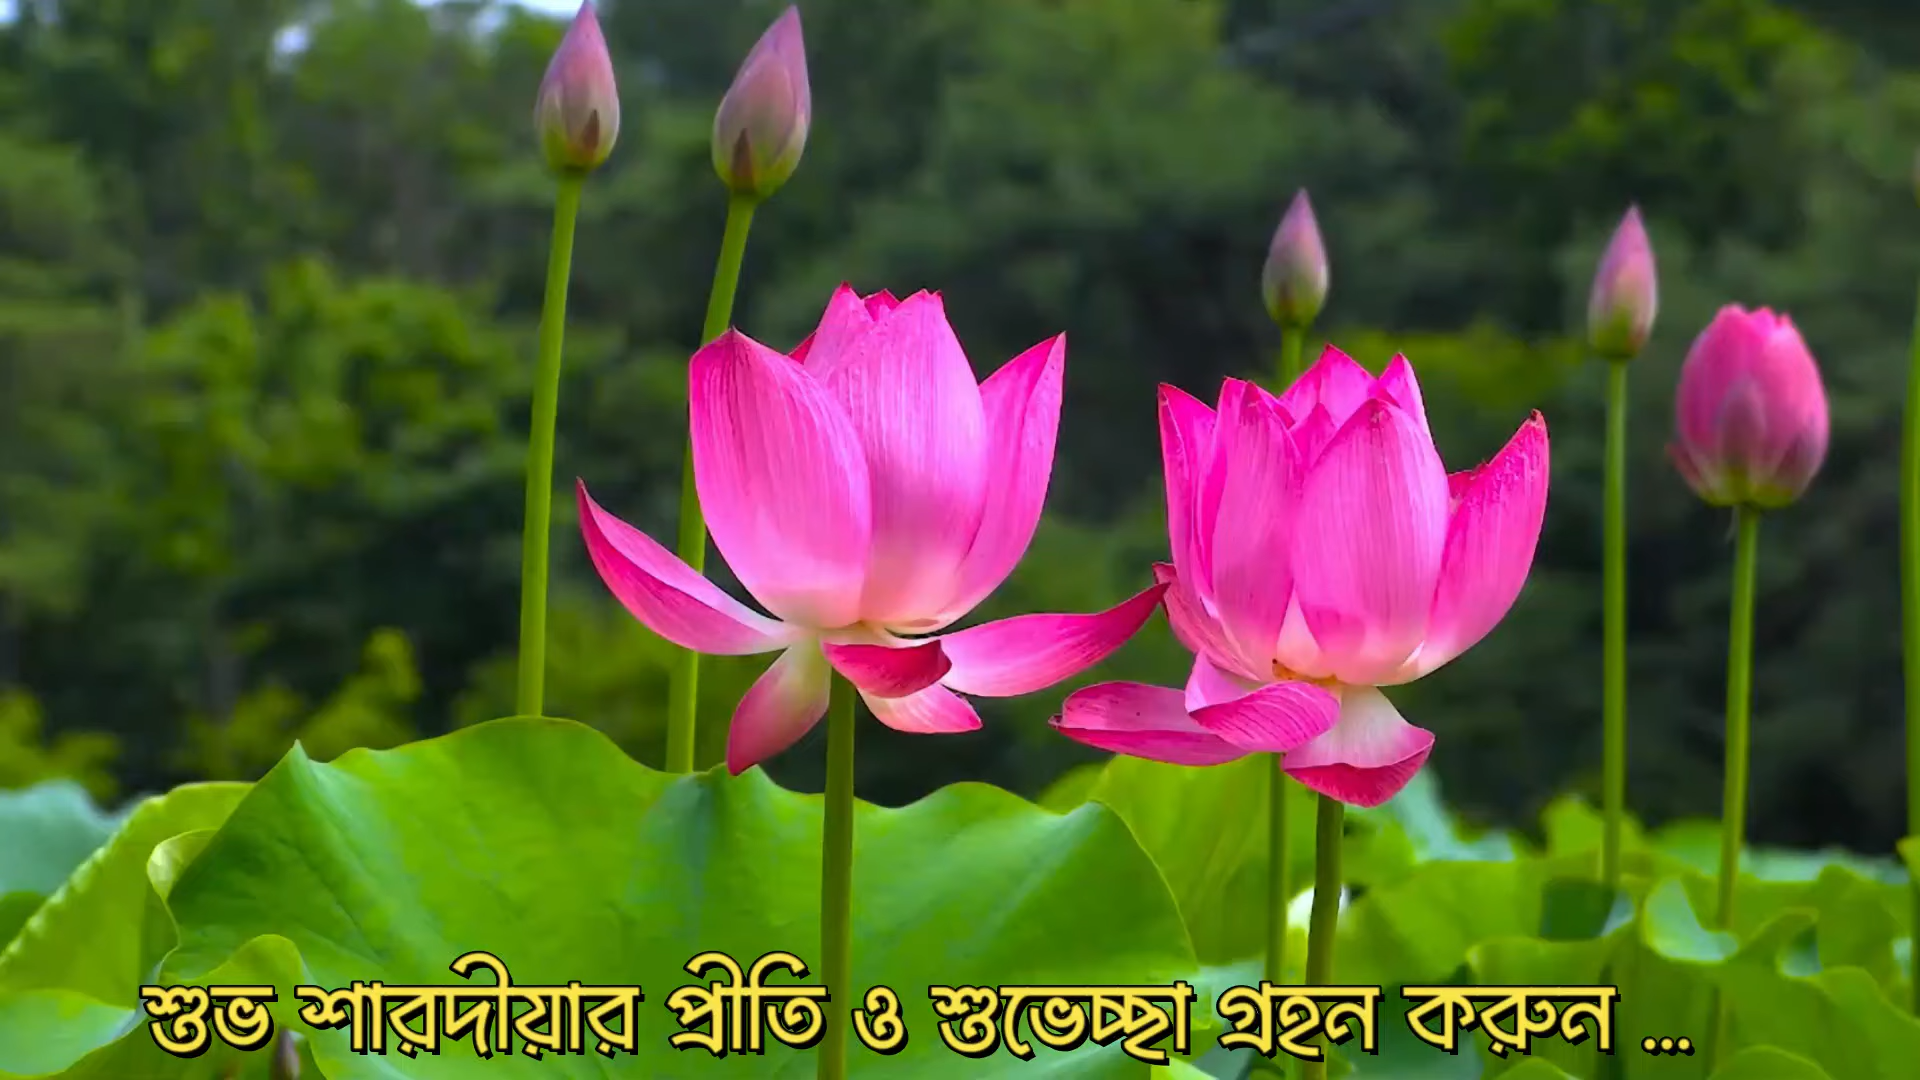 শুভ শারদীয়ার প্রীতি ও শুভেচ্ছা গ্রহন করুন ...